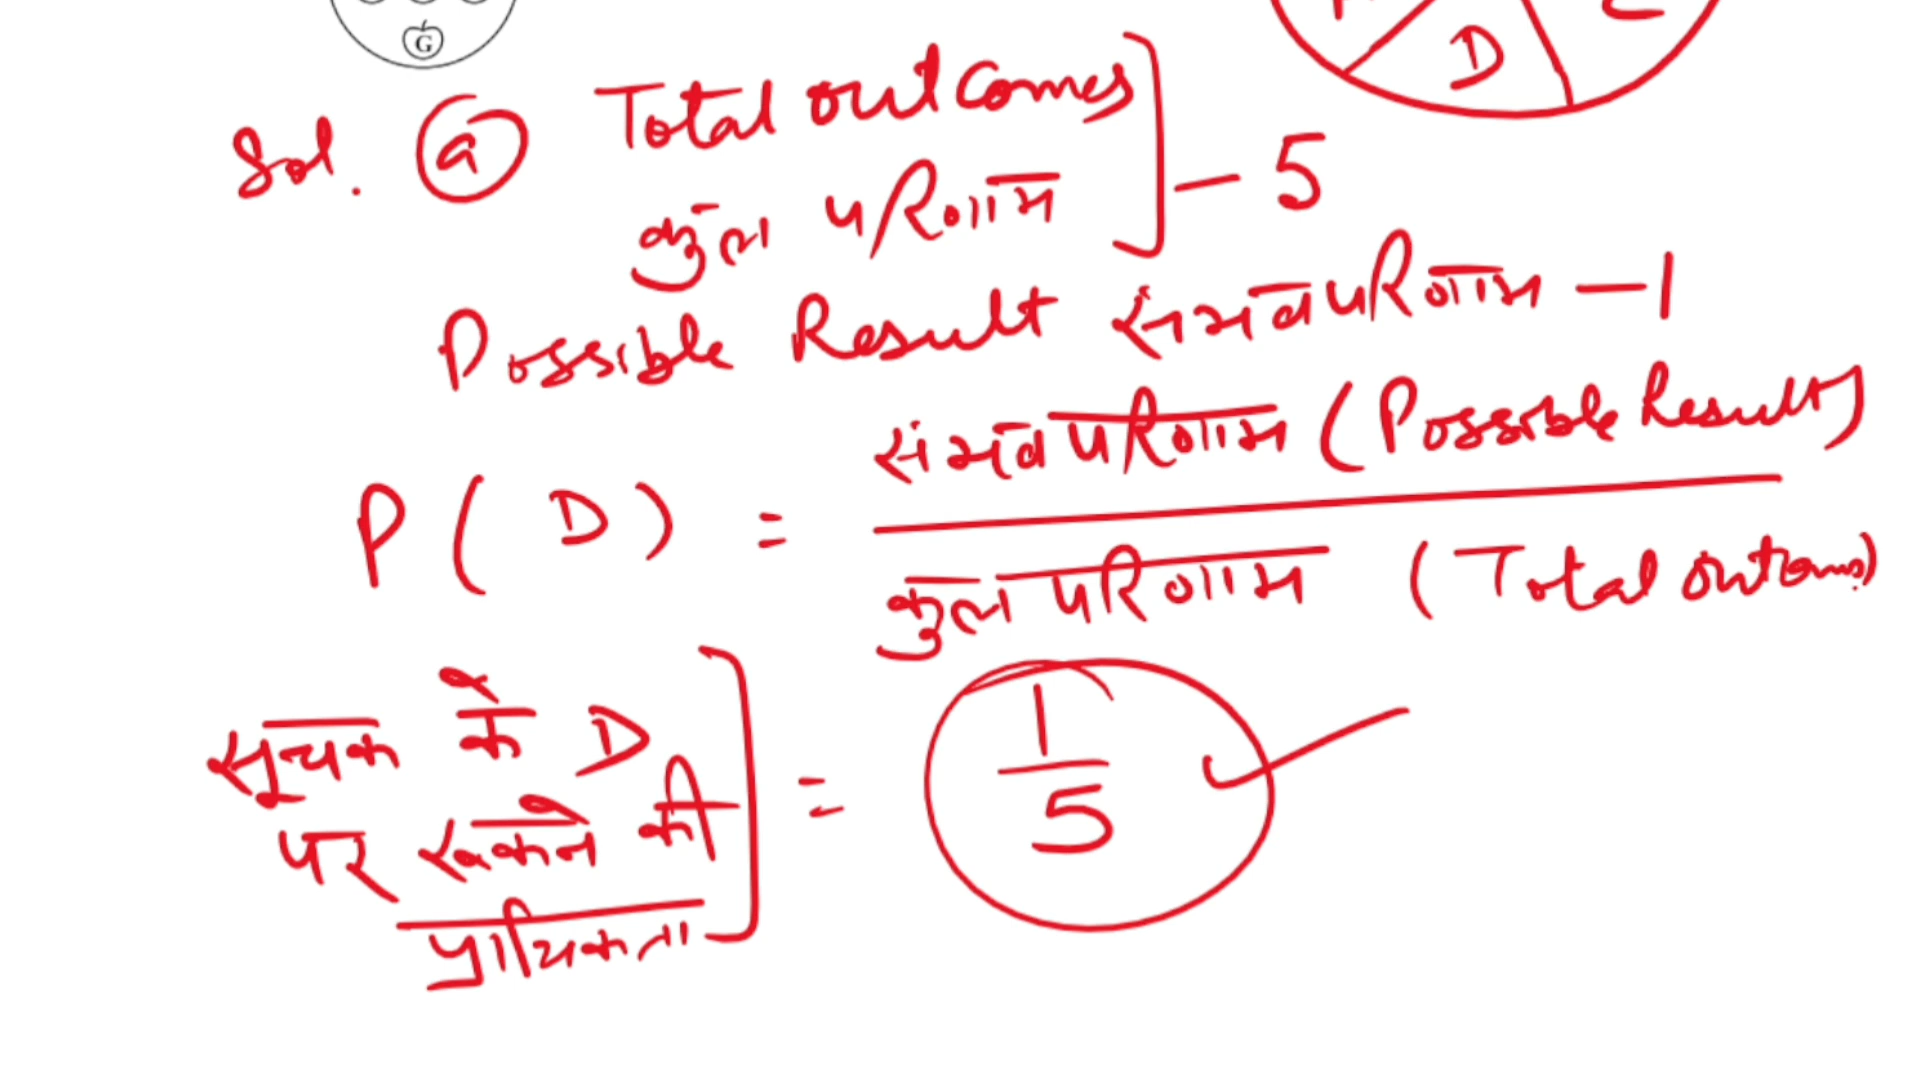 G
D
Sol. (a) Total outcomes
कुल परिणाम ] - 5
Possible Result संभव परिणाम - 1
P ( D ) = संभव परिणाम (Possible Result)
कुल परिणाम (Total outcomes)
सूचक के D
पर रूकने की
प्रायिकता ] = 1
5